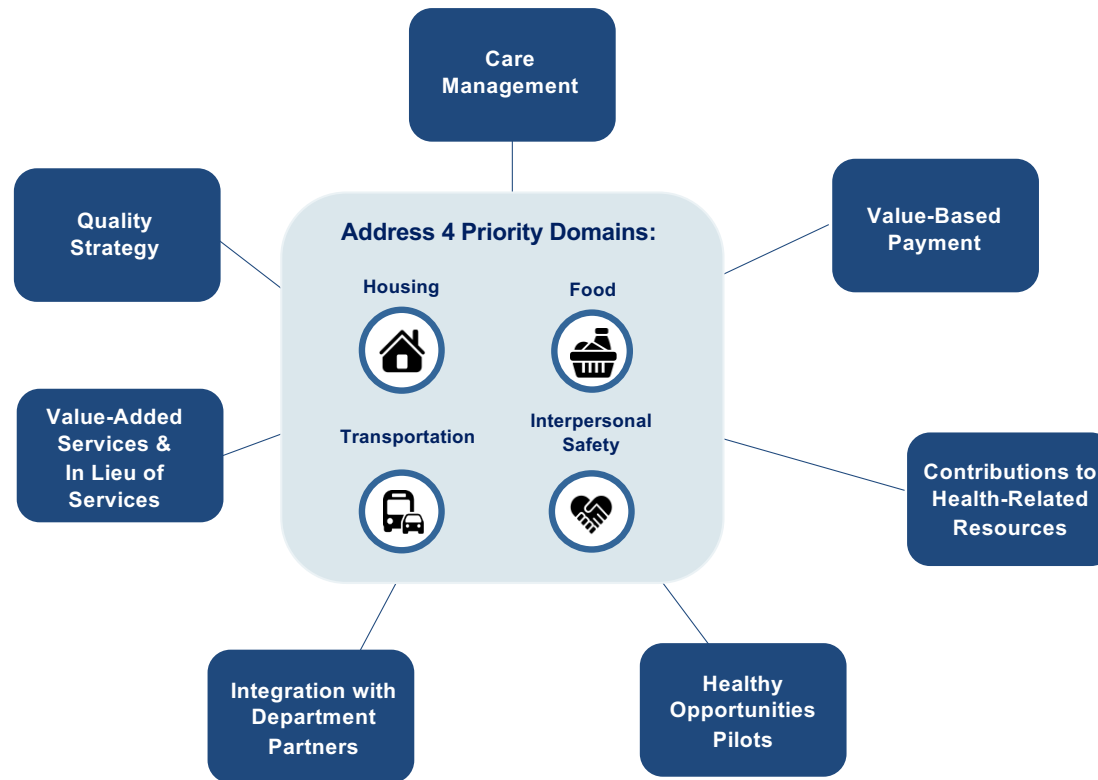 Care
Management
Quality
Strategy
Value-Based
Payment
Address 4 Priority Domains:
Housing
Food
Transportation
Interpersonal
Safety
Value-Added
Services &
In Lieu of
Services
Contributions to
Health-Related
Resources
Integration with
Department
Partners
Healthy
Opportunities
Pilots